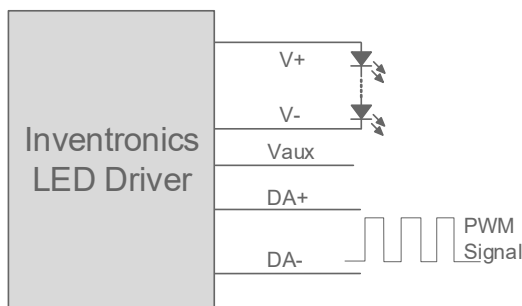 Inventronics
LED Driver
V+
V-
Vaux
DA+
DA-
PWM
Signal